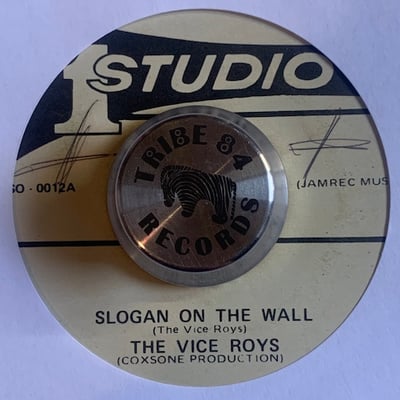 1 STUDIO
SO - 0012A
(JAMREC MUS
TRIBE 84
RECORDS
SLOGAN ON THE WALL
(The Vice Roys)
THE VICE ROYS
(COXSONE PRODUCTION)